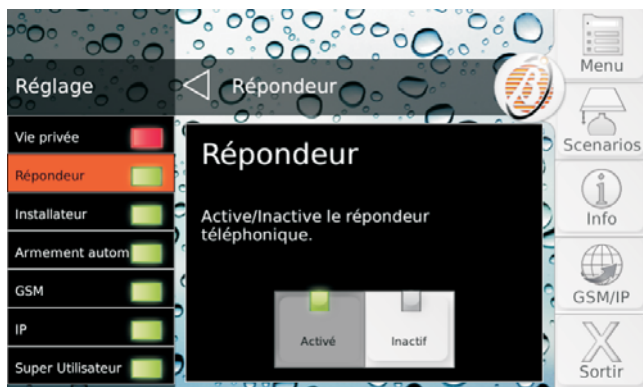 Réglage
Répondeur
Vie privée
Répondeur
Installateur
Armement autom
GSM
IP
Super Utilisateur
Répondeur
Active/Inactive le répondeur
téléphonique.
Activé
Inactif
Menu
Scenarios
Info
GSM/IP
Sortir